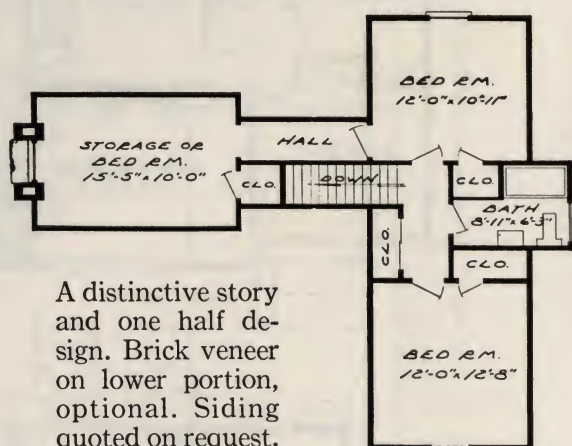 BED RM.
12'-0" x 10'-11"
STORAGE OR
BED RM.
15'-5" x 10'-0"
HALL
CLO.
DOWN
CLO.
BATH
8'-11" x 6'-3"
CLO.
CLO.
BED RM.
12'-0" x 12'-8"
A distinctive story
and one half de-
sign. Brick veneer
on lower portion,
optional. Siding
quoted on request.